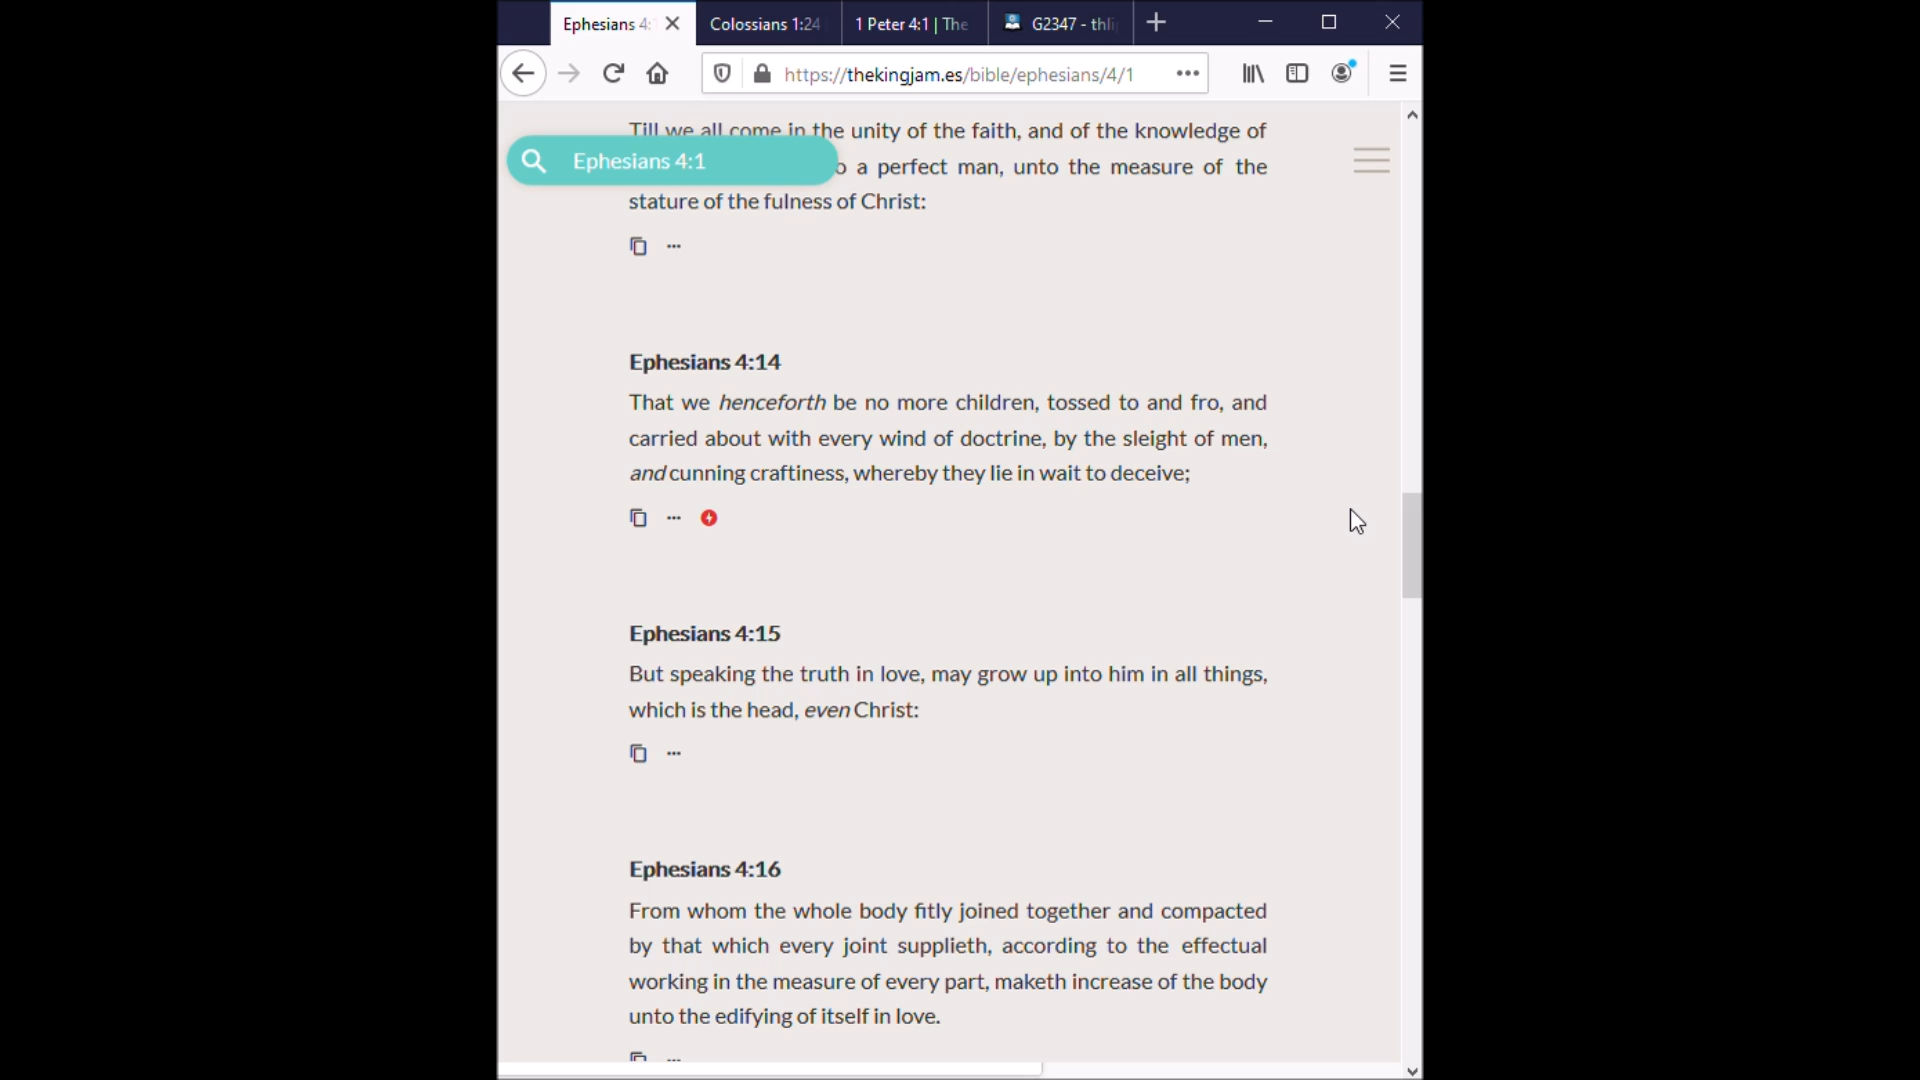 Ephesians 4:
Colossians 1:24
1 Peter 4:1 | The
G2347 - thli
https://thekingjam.es/bible/ephesians/4/1
Till we all come in the unity of the faith, and of the knowledge of
Ephesians 4:1
a perfect man, unto the measure of the
stature of the fulness of Christ:
Ephesians 4:14
That we henceforth be no more children, tossed to and fro, and
carried about with every wind of doctrine, by the sleight of men,
and cunning craftiness, whereby they lie in wait to deceive;
Ephesians 4:15
But speaking the truth in love, may grow up into him in all things,
which is the head, even Christ:
Ephesians 4:16
From whom the whole body fitly joined together and compacted
by that which every joint supplieth, according to the effectual
working in the measure of every part, maketh increase of the body
unto the edifying of itself in love.